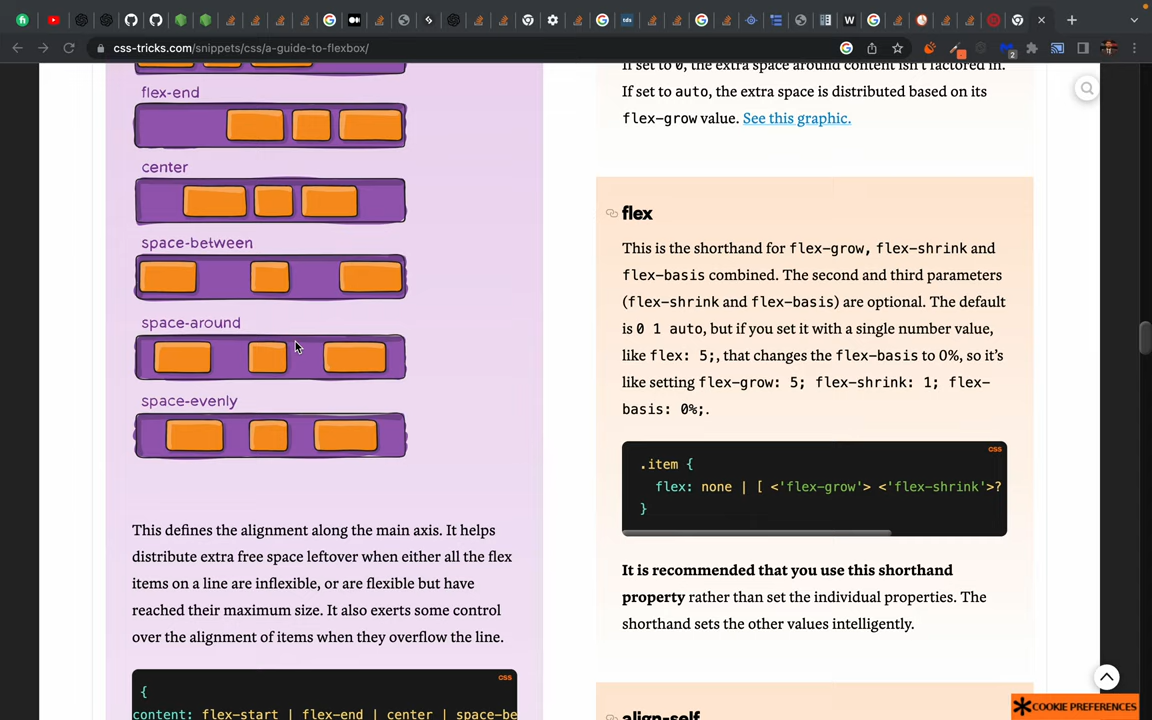 css-tricks.com/snippets/css/a-guide-to-flexbox/
2
flex-end
center
space-between
space-around
space-evenly
This defines the alignment along the main axis. It helps
distribute extra free space leftover when either all the flex
items on a line are inflexible, or are flexible but have
reached their maximum size. It also exerts some control
over the alignment of items when they overflow the line.
CSS
{
content: flex-start | flex-end | center | space-be
If set to 0, the extra space around content isn't factored in.
If set to auto, the extra space is distributed based on its
flex-grow value. See this graphic.
flex
This is the shorthand for flex-grow, flex-shrink and
flex-basis combined. The second and third parameters
(flex-shrink and flex-basis) are optional. The default
is 0 1 auto, but if you set it with a single number value,
like flex: 5;, that changes the flex-basis to 0%, so it's
like setting flex-grow: 5; flex-shrink: 1; flex-
basis: 0%;.
CSS
.item {
flex: none | [ <'flex-grow'> <'flex-shrink'>?
}
It is recommended that you use this shorthand
property rather than set the individual properties. The
shorthand sets the other values intelligently.
align-self
COOKIE PREFERENCES